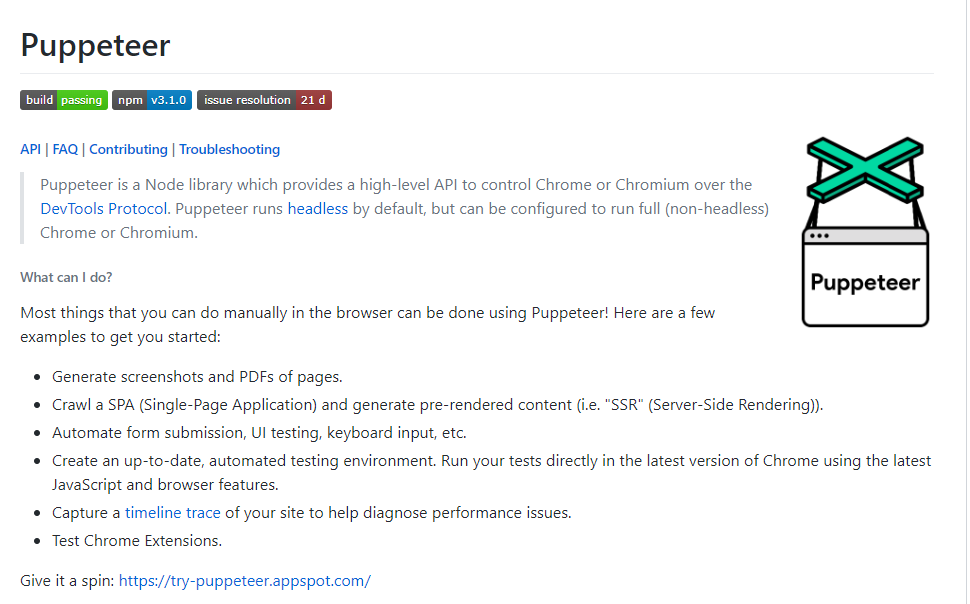 Puppeteer
build passing npm v3.1.0 issue resolution 21 d
API | FAQ | Contributing | Troubleshooting
Puppeteer is a Node library which provides a high-level API to control Chrome or Chromium over the
DevTools Protocol. Puppeteer runs headless by default, but can be configured to run full (non-headless)
Chrome or Chromium.
Puppeteer
What can I do?
Most things that you can do manually in the browser can be done using Puppeteer! Here are a few
examples to get you started:
• Generate screenshots and PDFs of pages.
• Crawl a SPA (Single-Page Application) and generate pre-rendered content (i.e. "SSR" (Server-Side Rendering)).
• Automate form submission, UI testing, keyboard input, etc.
• Create an up-to-date, automated testing environment. Run your tests directly in the latest version of Chrome using the latest
JavaScript and browser features.
• Capture a timeline trace of your site to help diagnose performance issues.
• Test Chrome Extensions.
Give it a spin: https://try-puppeteer.appspot.com/